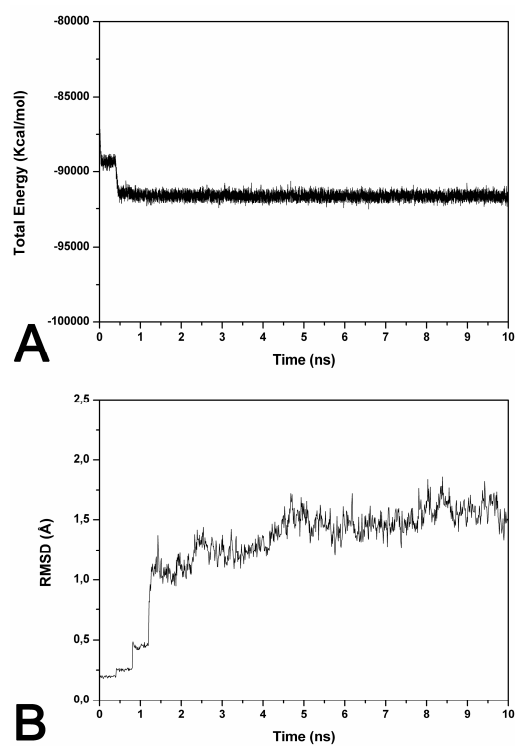 -80000
-85000
-90000
-95000
-100000
Total Energy (Kcal/mol)
0 1 2 3 4 5 6 7 8 9 10
Time (ns)
A
2,5
2,0
1,5
1,0
0,5
0,0
RMSD (Å)
0 1 2 3 4 5 6 7 8 9 10
Time (ns)
B